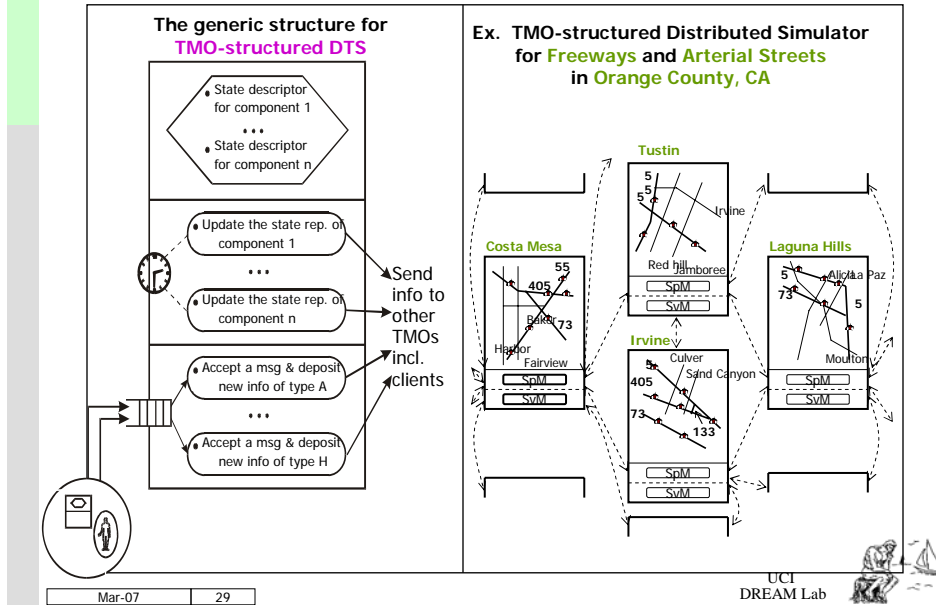 The generic structure for
TMO-structured DTS
• State descriptor
for component 1
• • •
• State descriptor
for component n
• Update the state rep. of
component 1
•••
• Update the state rep. of
component n
Send
info to
other
TMOs
incl.
clients
• Accept a msg & deposit
new info of type A
•••
• Accept a msg & deposit
new info of type H
Ex. TMO-structured Distributed Simulator
for Freeways and Arterial Streets
in Orange County, CA
Tustin
5
5
5
Irvine
Red hill
Jamboree
SpM
SvM
Costa Mesa
55
405
Baker
73
Harbor
Fairview
SpM
SvM
Laguna Hills
5
Alicia
La Paz
73
5
Moulton
SpM
SvM
Irvine
5
Culver
Sand Canyon
405
73
133
SpM
SvM
Mar-07
29
UCI
DREAM Lab